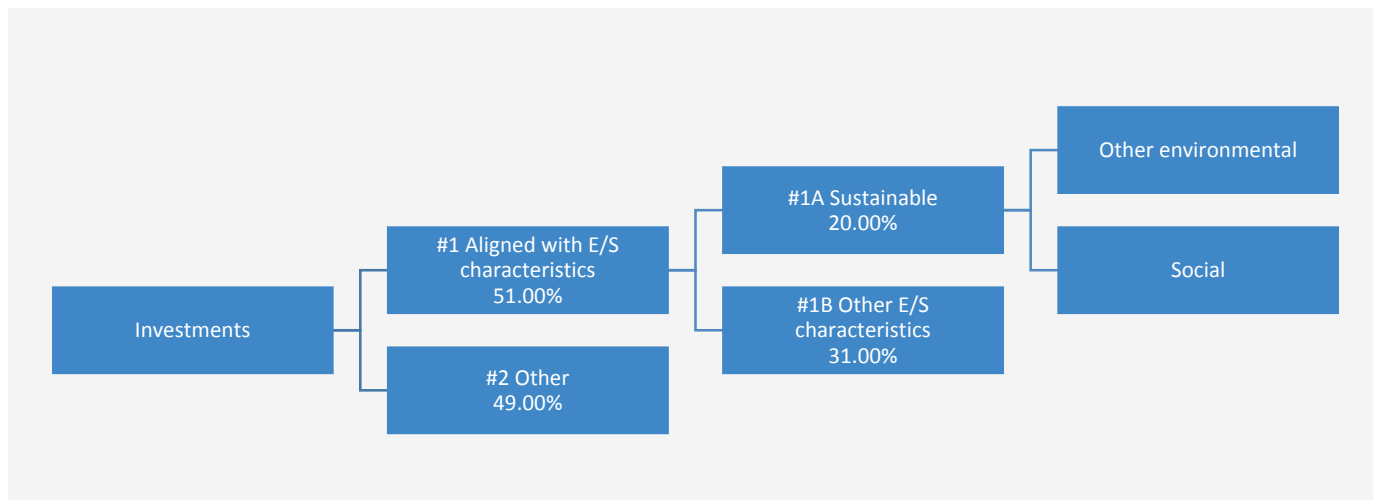 Investments
#1 Aligned with E/S
characteristics
51.00%
#2 Other
49.00%
#1A Sustainable
20.00%
#1B Other E/S
characteristics
31.00%
Other environmental
Social